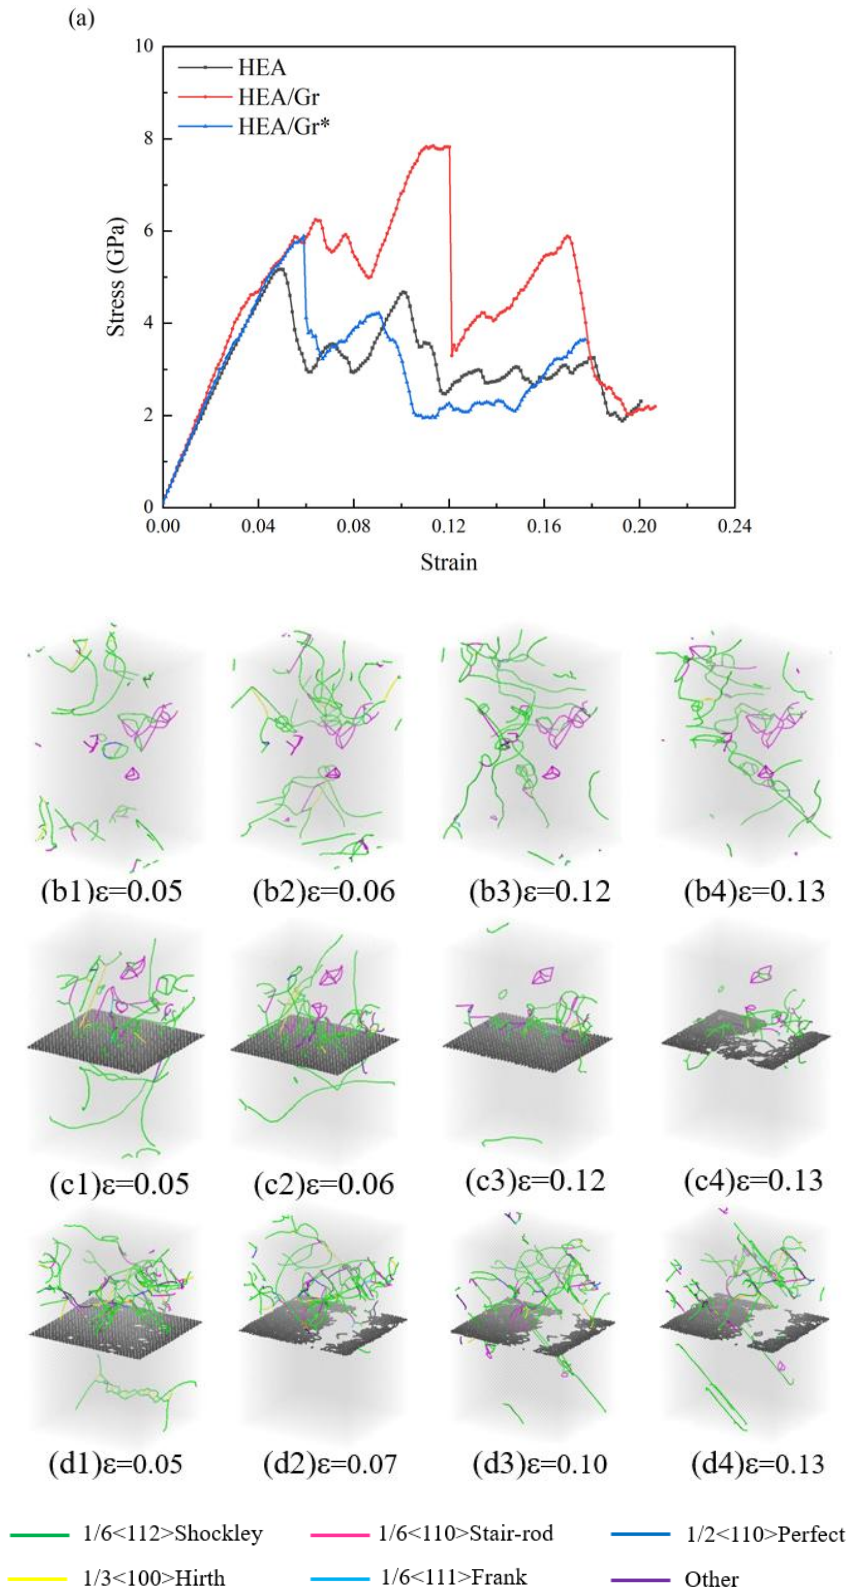 (a)
10
HEA
HEA/Gr
HEA/Gr*
8
6
Stress (GPa)
4
2
0
0.00 0.04 0.08 0.12 0.16 0.20 0.24
Strain
(b1)ε=0.05 (b2)ε=0.06 (b3)ε=0.12 (b4)ε=0.13
(c1)ε=0.05 (c2)ε=0.06 (c3)ε=0.12 (c4)ε=0.13
(d1)ε=0.05 (d2)ε=0.07 (d3)ε=0.10 (d4)ε=0.13
1/6<112>Shockley 1/6<110>Stair-rod 1/2<110>Perfect
1/3<100>Hirth 1/6<111>Frank Other